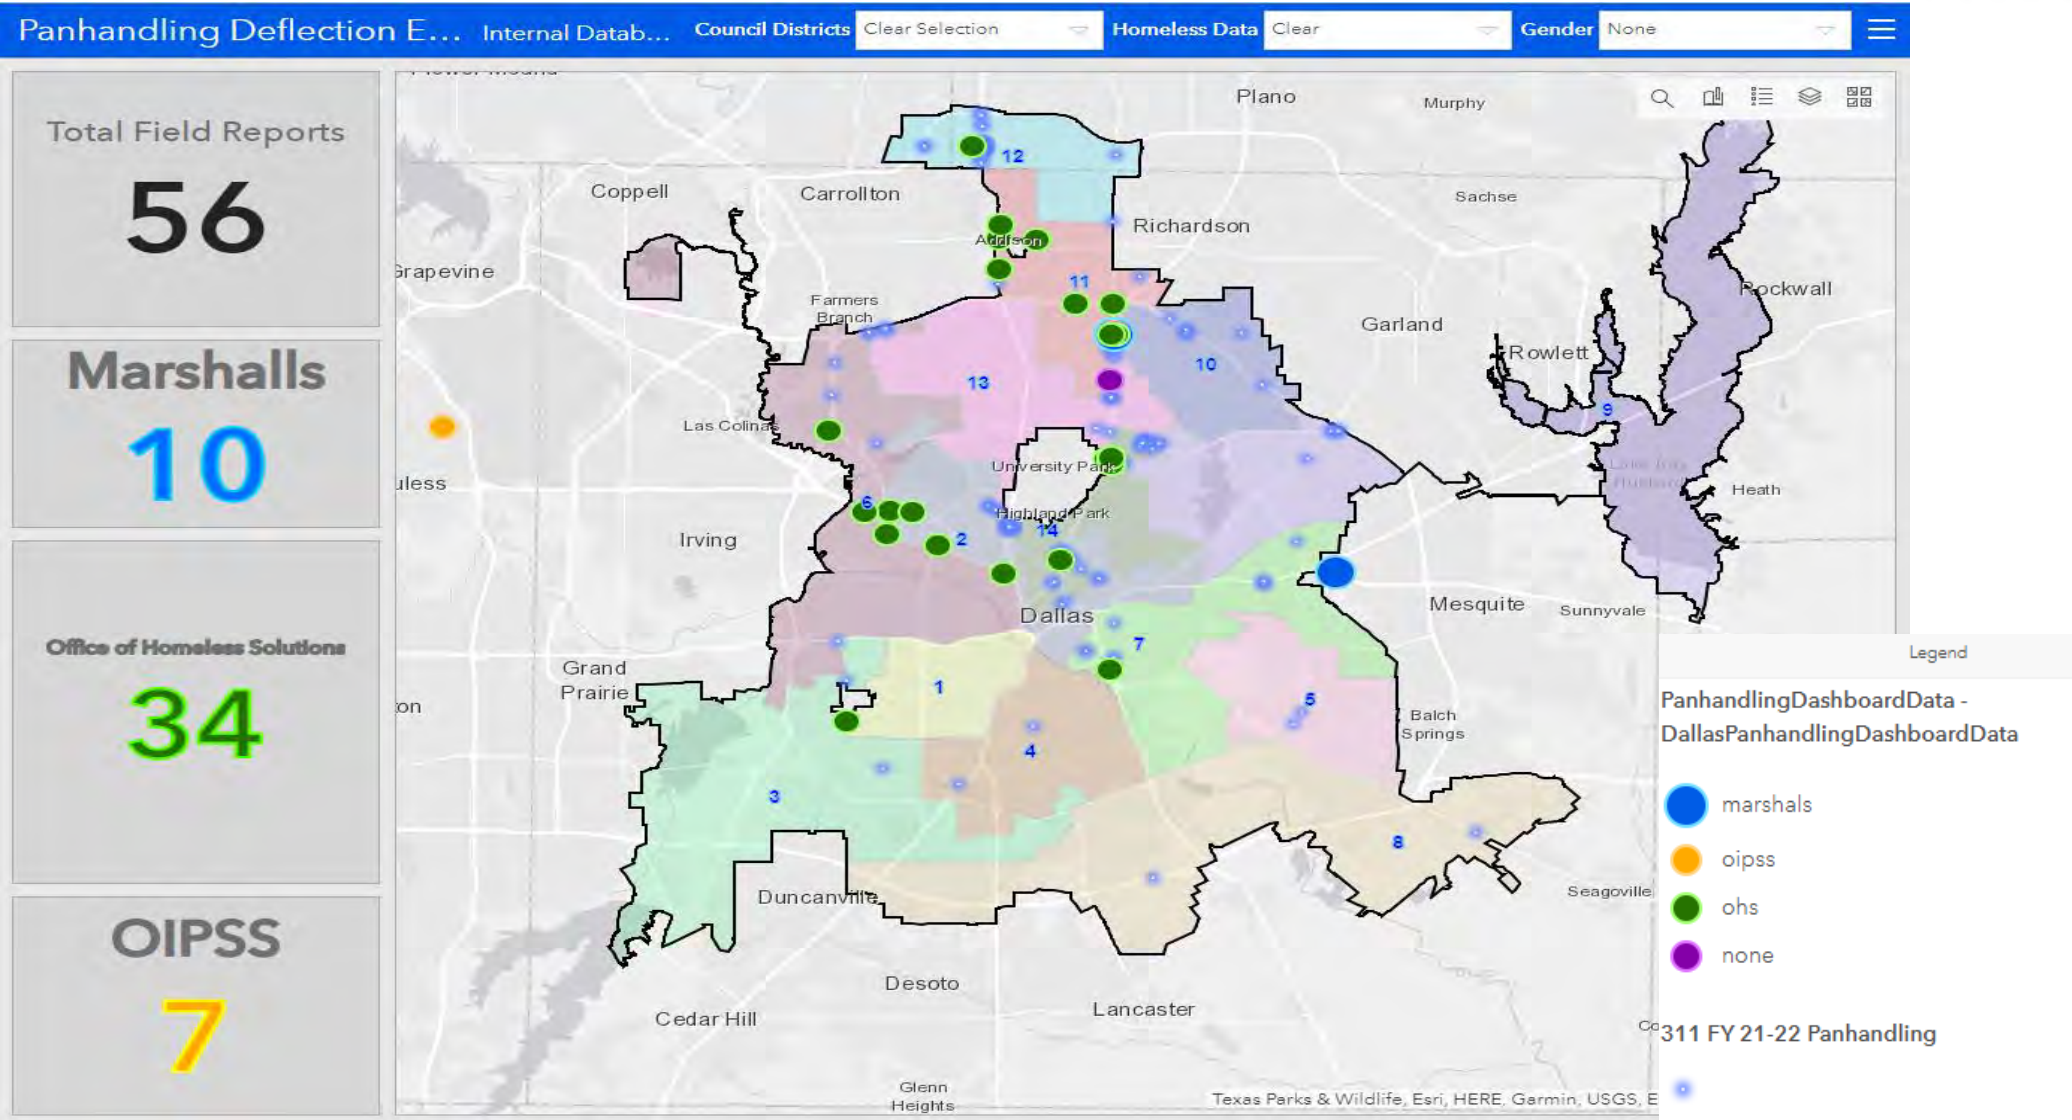 Panhandling Deflection E...
Internal Datab...
Council Districts
Clear Selection
Homeless Data
Clear
Gender
None
Total Field Reports
56
Marshalls
10
Office of Homeless Solutions
34
OIPSS
7
Plano
Murphy
12
Coppell
Carrollton
Sachse
Richardson
Addison
Grapevine
11
Rockwall
Farmers
Branch
Garland
Rowlett
10
13
9
Las Colinas
University Park
uless
Heath
6
Highland Park
14
2
Irving
Mesquite
Sunnyvale
Dallas
7
Grand
Prairie
1
5
on
Balch
Springs
4
3
8
Duncanville
Seagoville
Desoto
Lancaster
Cedar Hill
Glenn
Heights
Texas Parks & Wildlife, Esri, HERE, Garmin, USGS, E
Legend
PanhandlingDashboardData -
DallasPanhandlingDashboardData
marshals
oipss
ohs
none
311 FY 21-22 Panhandling